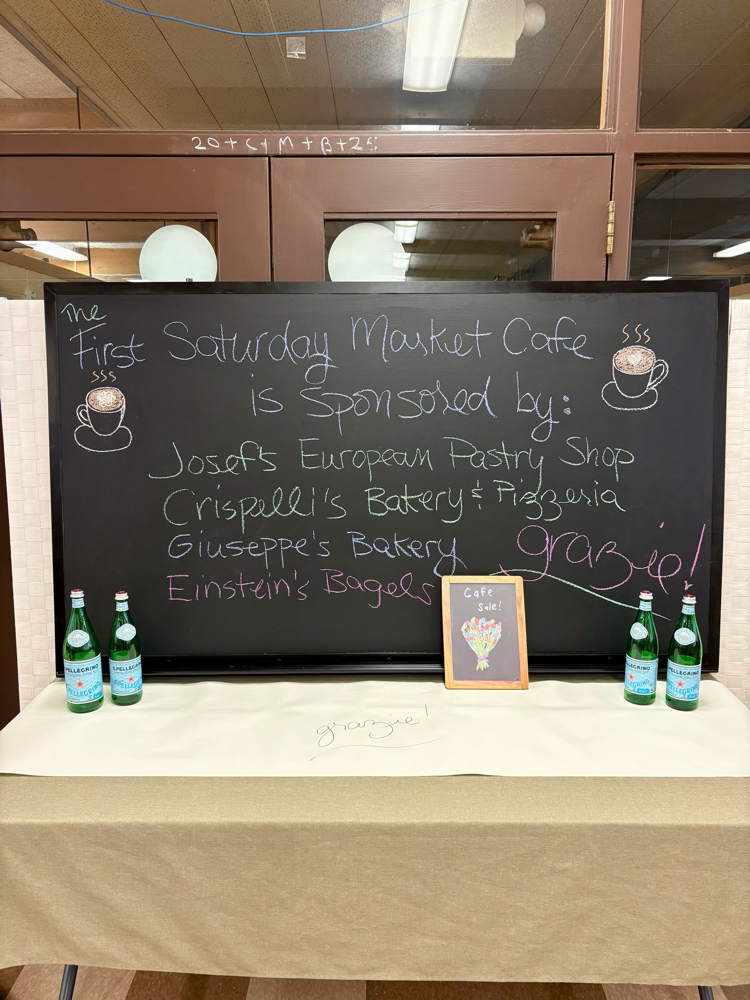 20 + C + M + B + 25
The
First Saturday Market Cafe
is sponsored by:
Josef's European Pastry Shop
Crispelli's Bakery & Pizzeria
Giuseppe's Bakery
grazie!
Einstein's Bagels
Cafe
Sale!
S.PELLEGRINO
S.PELLEGRINO
S.PELLEGRINO
S.PELLEGRINO
grazie!